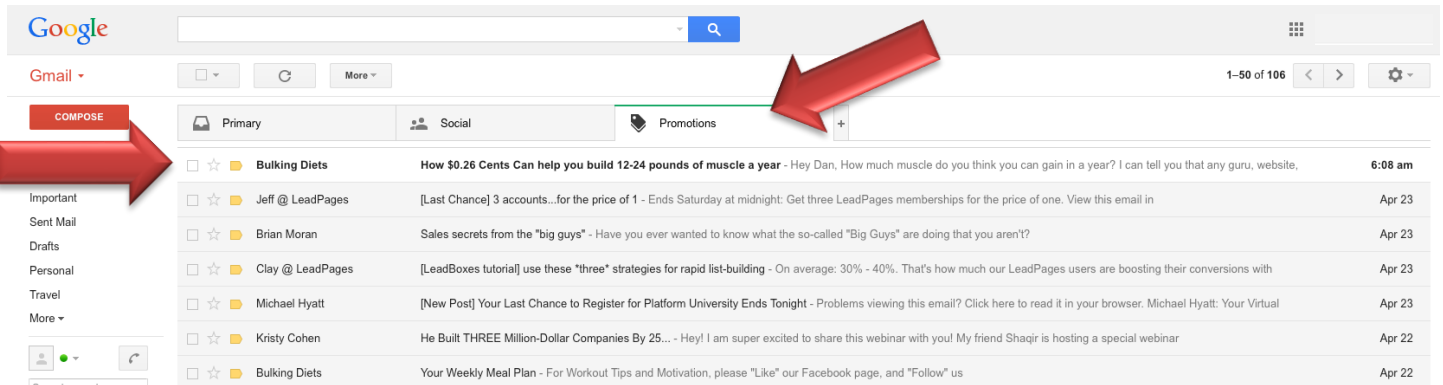 Google
Gmail
More
1–50 of 106
COMPOSE
Primary
Social
Promotions
+
Bulking Diets How $0.26 Cents Can help you build 12-24 pounds of muscle a year - Hey Dan, How much muscle do you think you can gain in a year? I can tell you that any guru, website, 6:08 am
Important
Jeff @ LeadPages [Last Chance] 3 accounts...for the price of 1 - Ends Saturday at midnight: Get three LeadPages memberships for the price of one. View this email in Apr 23
Sent Mail
Brian Moran Sales secrets from the "big guys" - Have you ever wanted to know what the so-called "Big Guys" are doing that you aren't? Apr 23
Drafts
Personal
Clay @ LeadPages [LeadBoxes tutorial] use these *three* strategies for rapid list-building - On average: 30% - 40%. That's how much our LeadPages users are boosting their conversions with Apr 23
Travel
Michael Hyatt [New Post] Your Last Chance to Register for Platform University Ends Tonight - Problems viewing this email? Click here to read it in your browser. Michael Hyatt: Your Virtual Apr 23
More
Kristy Cohen He Built THREE Million-Dollar Companies By 25... - Hey! I am super excited to share this webinar with you! My friend Shaqir is hosting a special webinar Apr 22
Bulking Diets Your Weekly Meal Plan - For Workout Tips and Motivation, please "Like" our Facebook page, and "Follow" us Apr 22